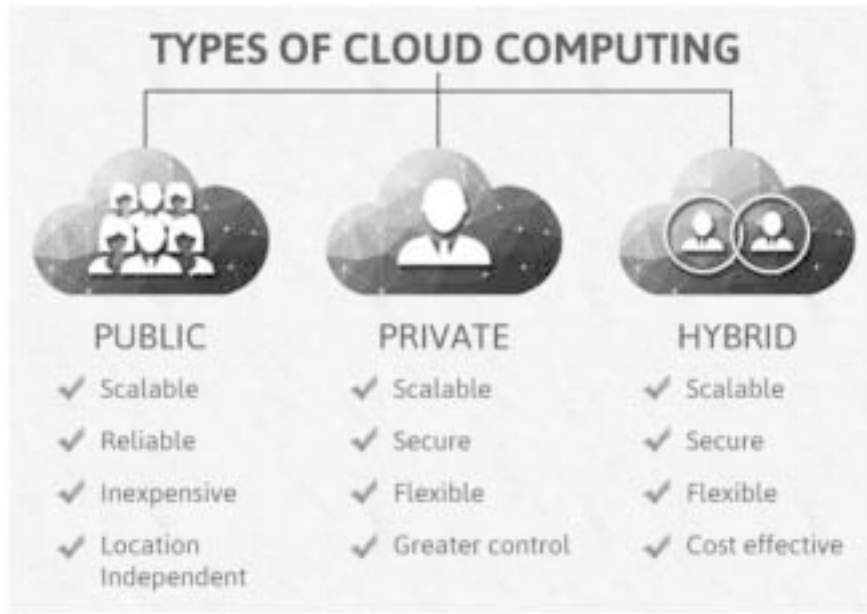 TYPES OF CLOUD COMPUTING
PUBLIC
Scalable
Reliable
Inexpensive
Location
Independent
PRIVATE
Scalable
Secure
Flexible
Greater control
HYBRID
Scalable
Secure
Flexible
Cost effective